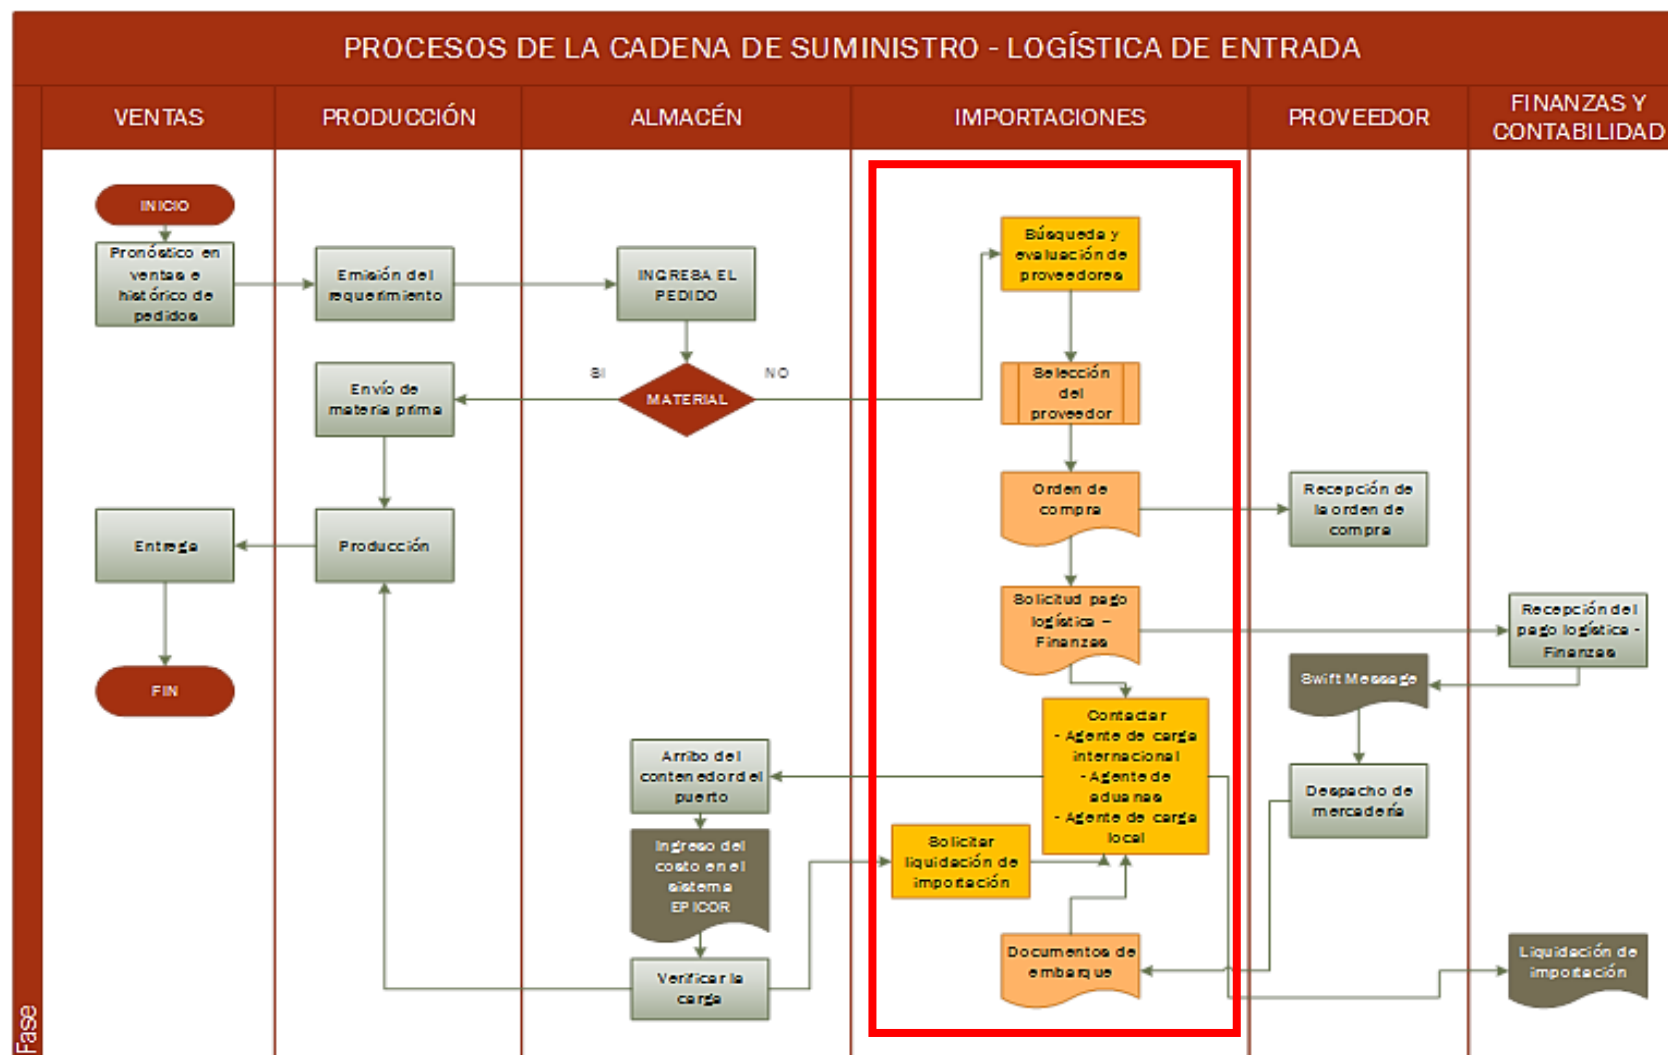 PROCESOS DE LA CADENA DE SUMINISTRO - LOGÍSTICA DE ENTRADA
VENTAS
PRODUCCIÓN
ALMACÉN
IMPORTACIONES
PROVEEDOR
FINANZAS Y
CONTABILIDAD
INICIO
Pronóstico en
ventas e
histórico de
pedidos
Emisión del
requerimiento
INGRESA EL
PEDIDO
Búsqueda y
evaluación de
proveedores
SI
NO
MATERIAL
Envío de
materia prima
Selección
del
proveedor
Orden de
compra
Recepción de
la orden de
compra
Entrega
Producción
Solicitud pago
logística –
Finanzas
Recepción del
pago logística -
Finanzas
FIN
Swift Message
Contactar
- Agente de carga
internacional
- Agente de
aduanas
- Agente de carga
local
Arribo del
contenedor del
puerto
Despacho de
mercadería
Ingreso del
costo en el
sistema
EPICOR
Solicitar
liquidación de
importación
Documentos de
embarque
Verificar la
carga
Liquidación de
importación
Fase